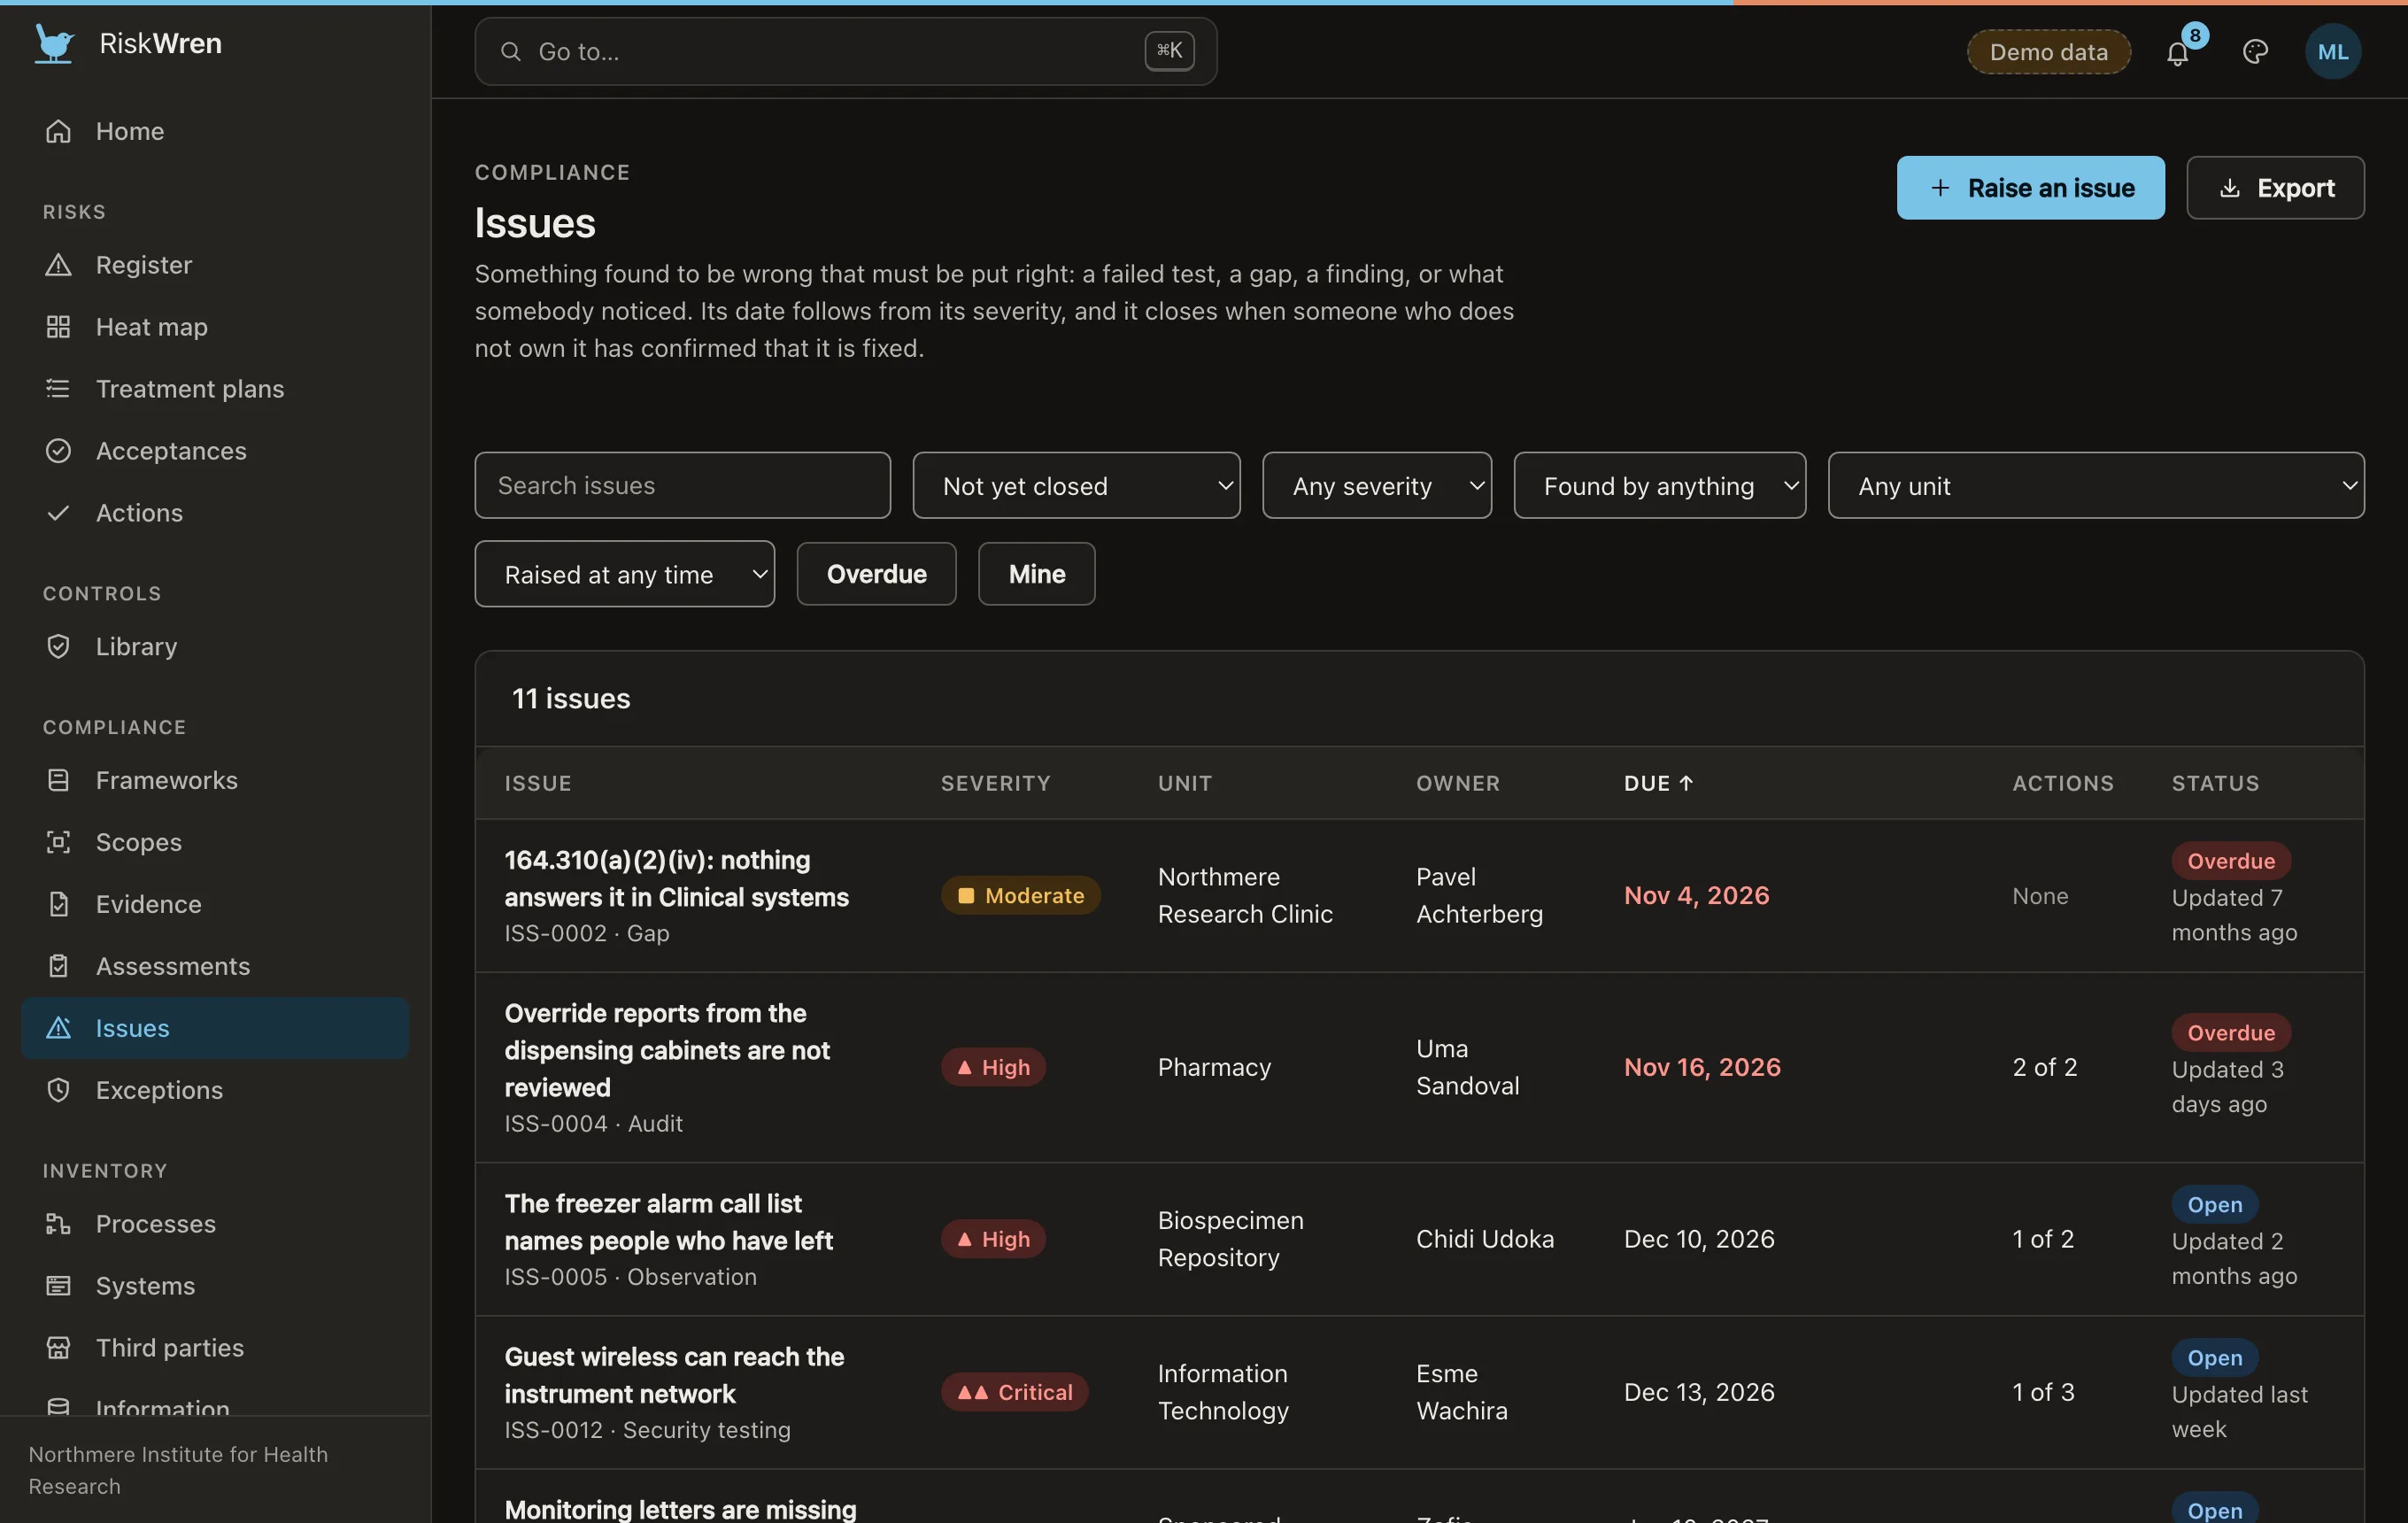 RiskWren
Go to...
⌘K
Demo data
8
ML
Home
RISKS
Register
Heat map
Treatment plans
Acceptances
Actions
CONTROLS
Library
COMPLIANCE
Frameworks
Scopes
Evidence
Assessments
Issues
Exceptions
INVENTORY
Processes
Systems
Third parties
Information
Northmere Institute for Health
Research
COMPLIANCE
Issues
Something found to be wrong that must be put right: a failed test, a gap, a finding, or what
somebody noticed. Its date follows from its severity, and it closes when someone who does
not own it has confirmed that it is fixed.
Raise an issue
Export
Search issues
Not yet closed
Any severity
Found by anything
Any unit
Raised at any time
Overdue
Mine
11 issues
ISSUE SEVERITY UNIT OWNER DUE ↑ ACTIONS STATUS
164.310(a)(2)(iv): nothing
answers it in Clinical systems
ISS-0002 · Gap
Moderate
Northmere
Research Clinic
Pavel
Achterberg
Nov 4, 2026
None
Overdue
Updated 7
months ago
Override reports from the
dispensing cabinets are not
reviewed
ISS-0004 · Audit
High
Pharmacy
Uma
Sandoval
Nov 16, 2026
2 of 2
Overdue
Updated 3
days ago
The freezer alarm call list
names people who have left
ISS-0005 · Observation
High
Biospecimen
Repository
Chidi Udoka
Dec 10, 2026
1 of 2
Open
Updated 2
months ago
Guest wireless can reach the
instrument network
ISS-0012 · Security testing
Critical
Information
Technology
Esme
Wachira
Dec 13, 2026
1 of 3
Open
Updated last
week
Monitoring letters are missing
Open